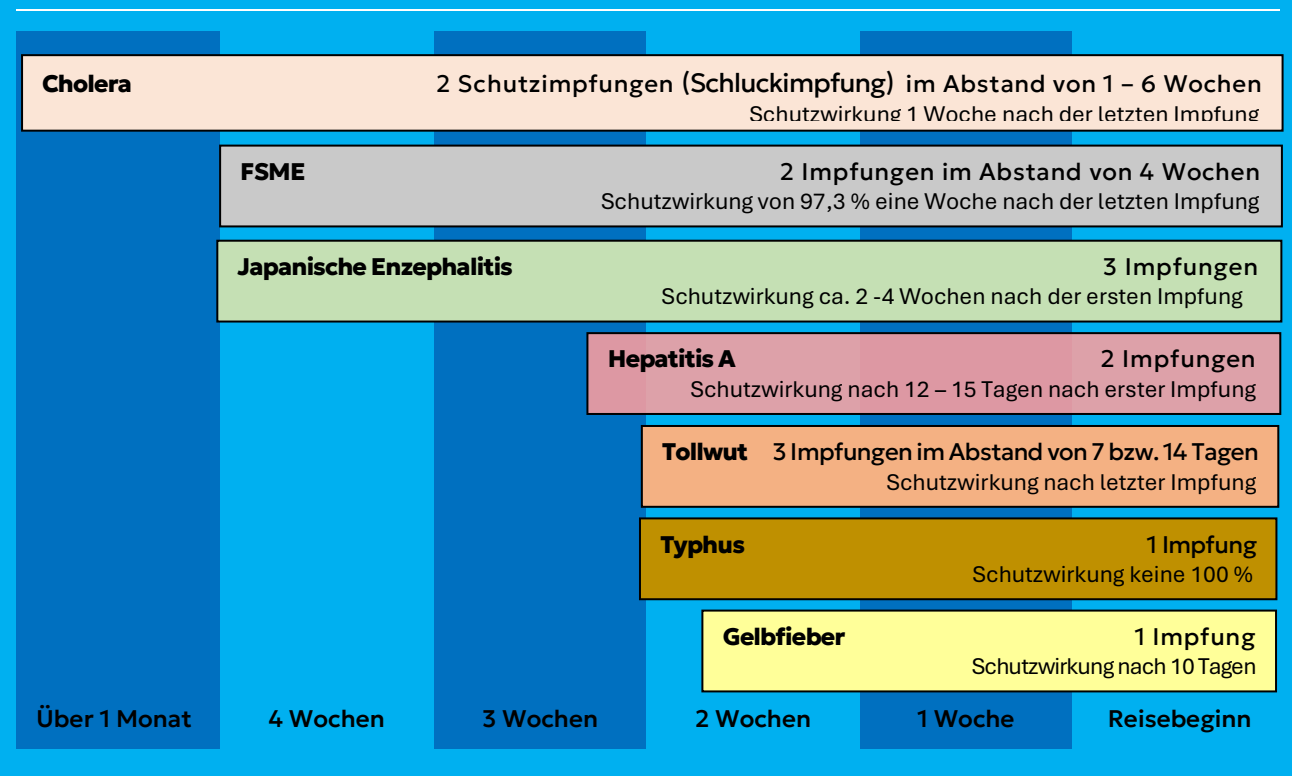 Cholera 2 Schutzimpfungen (Schluckimpfung) im Abstand von 1 – 6 Wochen
Schutzwirkung 1 Woche nach der letzten Impfung
FSME 2 Impfungen im Abstand von 4 Wochen
Schutzwirkung von 97,3 % eine Woche nach der letzten Impfung
Japanische Enzephalitis 3 Impfungen
Schutzwirkung ca. 2 -4 Wochen nach der ersten Impfung
Hepatitis A 2 Impfungen
Schutzwirkung nach 12 – 15 Tagen nach erster Impfung
Tollwut 3 Impfungen im Abstand von 7 bzw. 14 Tagen
Schutzwirkung nach letzter Impfung
Typhus 1 Impfung
Schutzwirkung keine 100 %
Gelbfieber 1 Impfung
Schutzwirkung nach 10 Tagen
Über 1 Monat 4 Wochen 3 Wochen 2 Wochen 1 Woche Reisebeginn